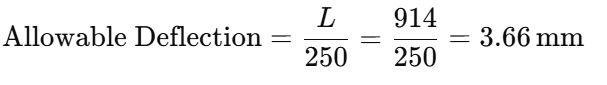 Allowable Deflection = L/250 = 914/250 = 3.66 mm